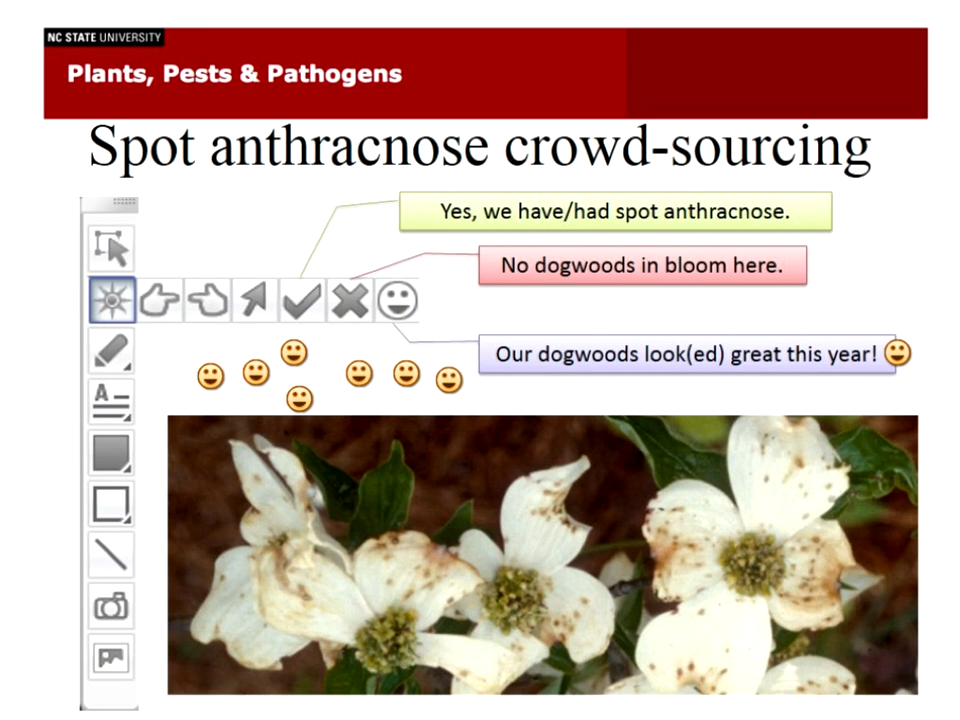 NC STATE UNIVERSITY
Plants, Pests & Pathogens
Spot anthracnose crowd-sourcing
Yes, we have/had spot anthracnose.
No dogwoods in bloom here.
Our dogwoods look(ed) great this year!
A